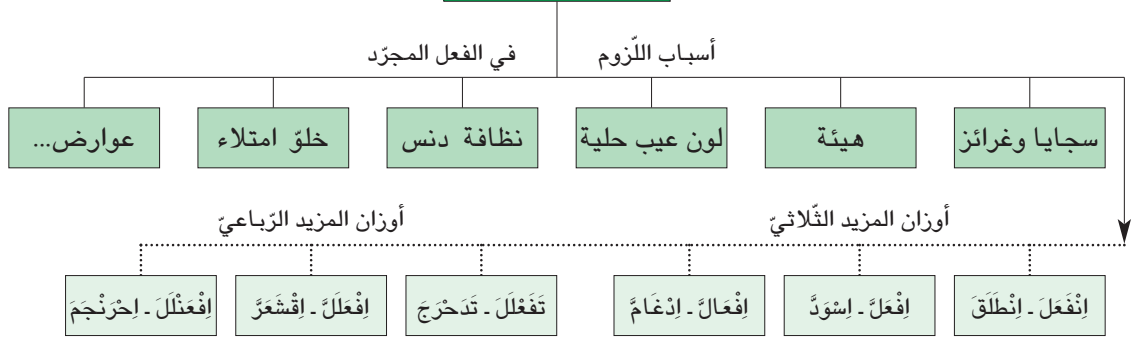 أسباب اللّزوم في الفعل المجرّد
سجايا وغرائز
هيئة
لون عيب حلية
نظافة دنس
خلوّ امتلاء
عوارض...
أوزان المزيد الثّلاثيّ
أوزان المزيد الرّباعيّ
اِنْفَعَلَ ـ اِنْطَلَقَ
اِفْعَلَّ ـ اِسْوَدَّ
اِفْعَالَّ ـ اِدْغَامَّ
تَفَعْلَلَ ـ تَدَحْرَجَ
اِفْعَلَلَّ ـ اِقْشَعَرَّ
اِفْعَنْلَلَ ـ اِحْرَنْجَمَ